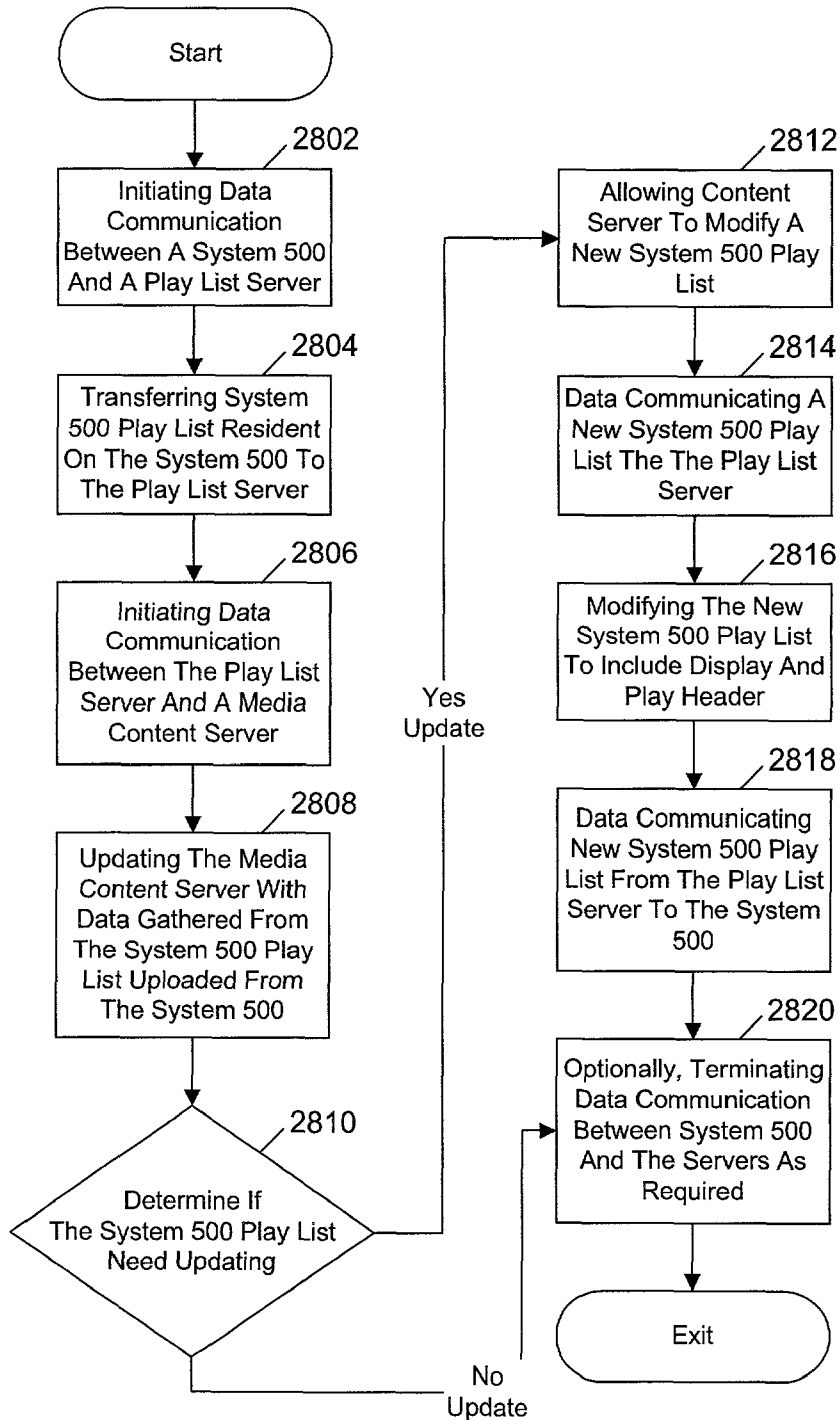 Start
2802
Initiating Data
Communication
Between A System 500
And A Play List Server
2804
Transferring System
500 Play List Resident
On The System 500 To
The Play List Server
2806
Initiating Data
Communication
Between The Play List
Server And A Media
Content Server
2808
Updating The Media
Content Server With
Data Gathered From
The System 500 Play
List Uploaded From
The System 500
2810
Determine If
The System 500 Play List
Need Updating
Yes
Update
No
Update
2812
Allowing Content
Server To Modify A
New System 500 Play
List
2814
Data Communicating A
New System 500 Play
List The The Play List
Server
2816
Modifying The New
System 500 Play List
To Include Display And
Play Header
2818
Data Communicating
New System 500 Play
List From The Play List
Server To The System
500
2820
Optionally, Terminating
Data Communication
Between System 500
And The Servers As
Required
Exit